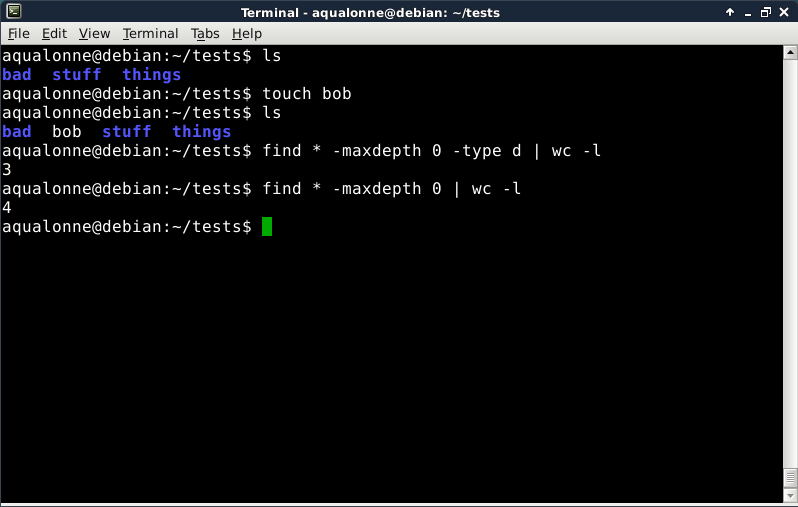 Terminal - aqualonne@debian: ~/tests
File Edit View Terminal Tabs Help
aqualonne@debian:~/tests$ ls
bad  stuff  things
aqualonne@debian:~/tests$ touch bob
aqualonne@debian:~/tests$ ls
bad  bob  stuff  things
aqualonne@debian:~/tests$ find * -maxdepth 0 -type d | wc -l
3
aqualonne@debian:~/tests$ find * -maxdepth 0 | wc -l
4
aqualonne@debian:~/tests$